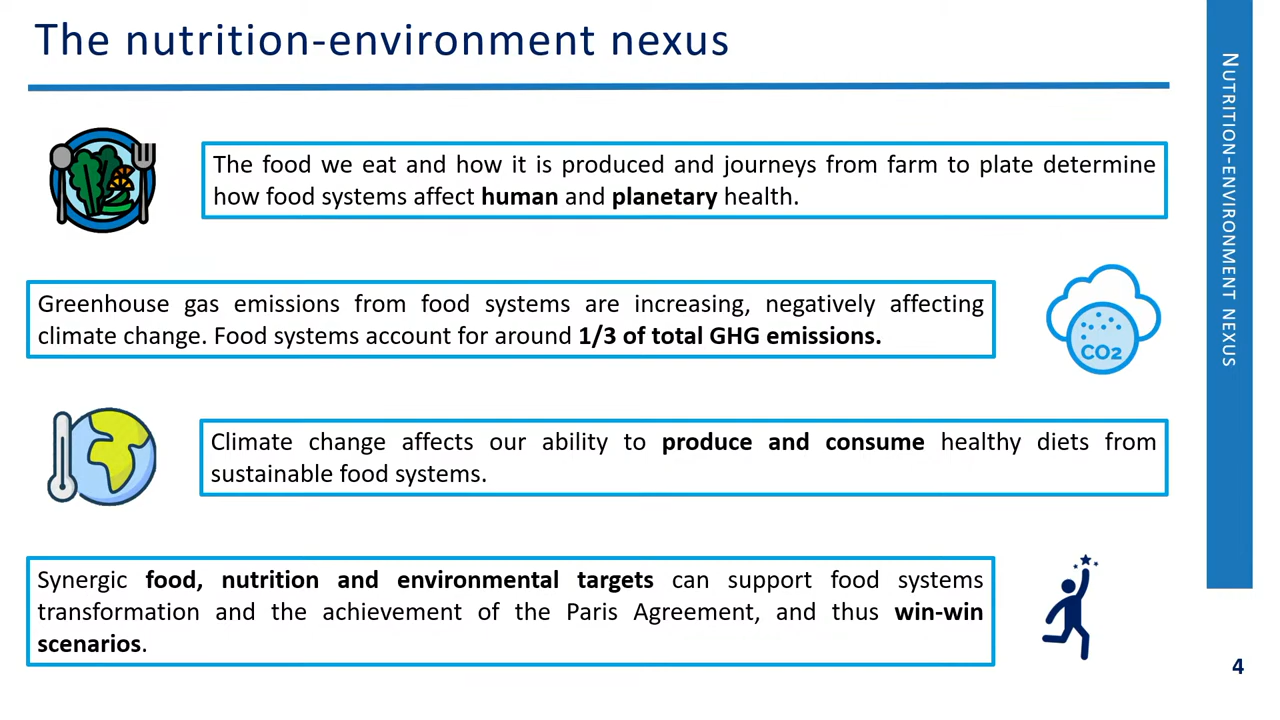 The nutrition-environment nexus
The food we eat and how it is produced and journeys from farm to plate determine
how food systems affect human and planetary health.
Greenhouse gas emissions from food systems are increasing, negatively affecting
climate change. Food systems account for around 1/3 of total GHG emissions.
CO2
Climate change affects our ability to produce and consume healthy diets from
sustainable food systems.
Synergic food, nutrition and environmental targets can support food systems
transformation and the achievement of the Paris Agreement, and thus win-win
scenarios.
NUTRITION-ENVIRONMENT NEXUS
4